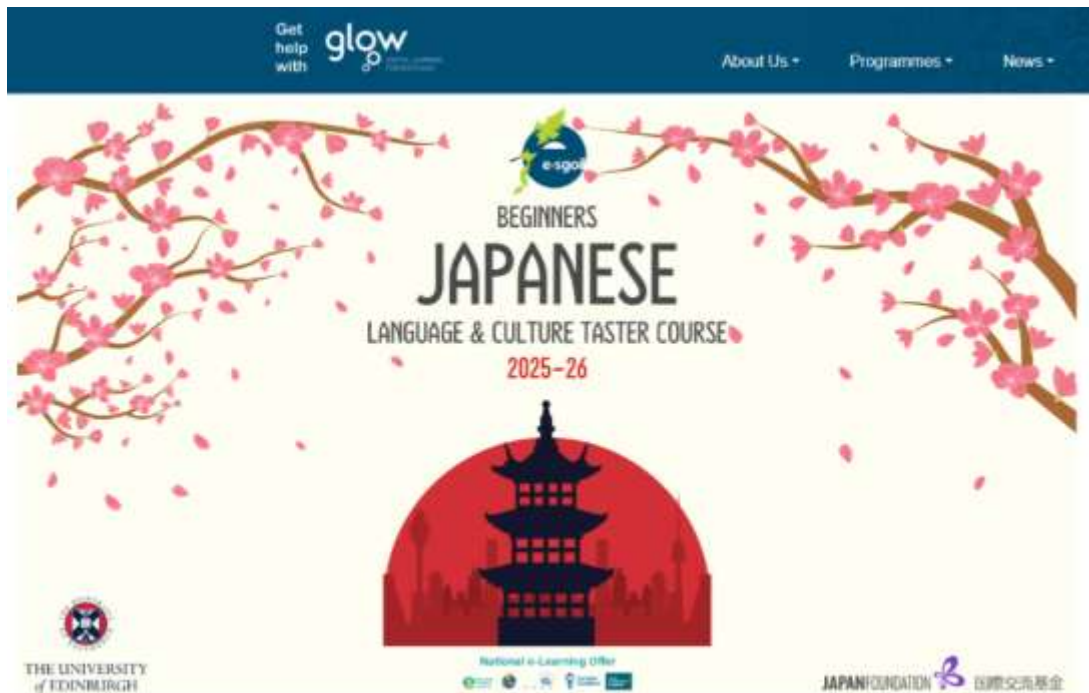 Get
help
with
glow
About Us
Programmes
News
e-sgoil
BEGINNERS
JAPANESE
LANGUAGE & CULTURE TASTER COURSE
2025-26
National e-Learning Offer
THE UNIVERSITY
of EDINBURGH
JAPANFOUNDATION 国際交流基金